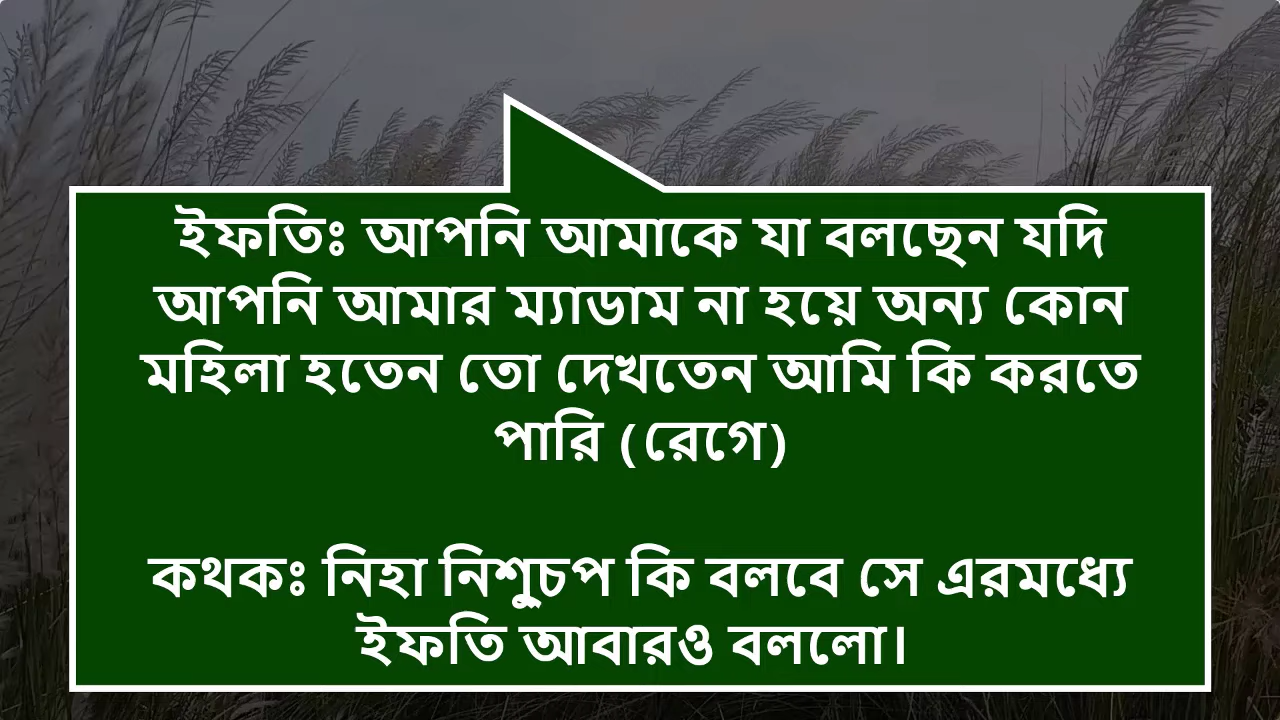 ইফতিঃ আপনি আমাকে যা বলছেন যদি
আপনি আমার ম্যাডাম না হয়ে অন্য কোন
মহিলা হতেন তো দেখতেন আমি কি করতে
পারি (রেগে)
কথকঃ নিহা নিশ্চুুপ কি বলবে সে এরমধ্যে
ইফতি আবারও বললো।